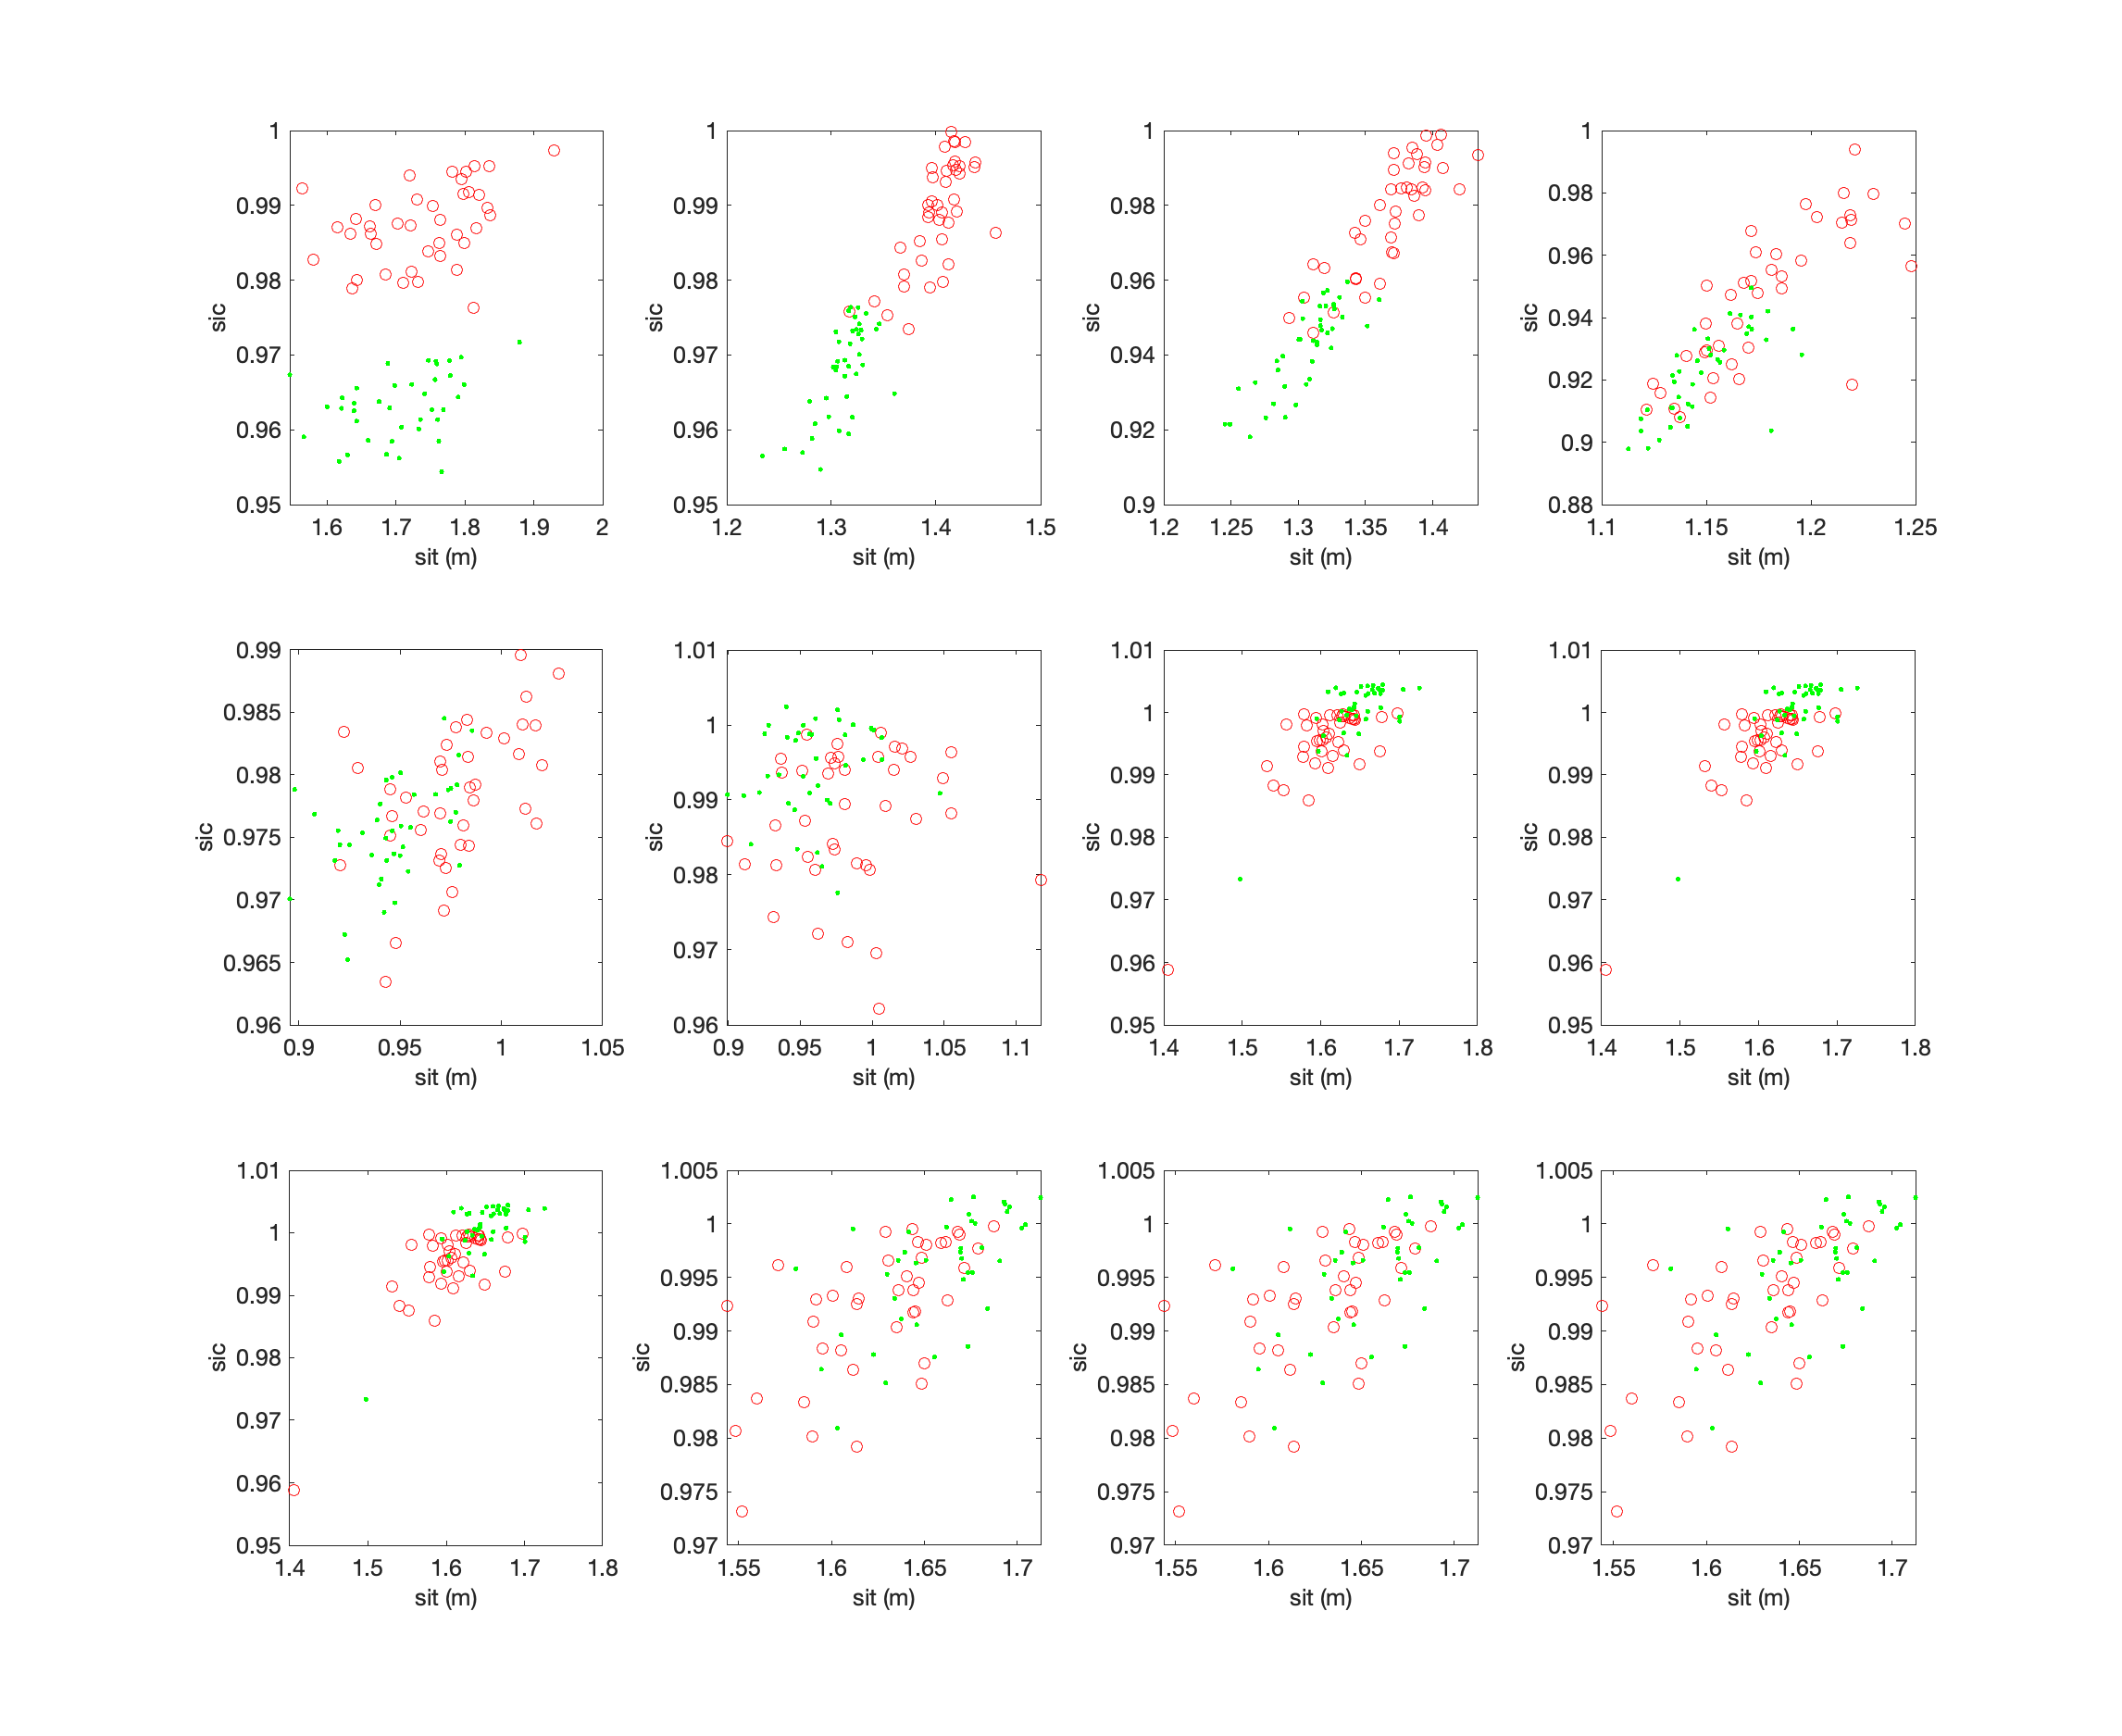 1 1 1 1
0.99 0.99 0.98 0.98
0.98 0.98 0.96 0.96
sic 0.97 sic 0.97 sic 0.94 sic 0.94
0.92
0.96 0.96 0.92 0.9
0.95 0.95 0.9 0.88
1.6 1.7 1.8 1.9 2 1.2 1.3 1.4 1.5 1.2 1.25 1.3 1.35 1.4 1.1 1.15 1.2 1.25
sit (m) sit (m) sit (m) sit (m)
0.99 1.01 1.01 1.01
0.985 1 1 1
0.98 0.99 0.99 0.99
sic 0.975 sic sic 0.98 sic 0.98
0.97 0.98 0.97 0.97
0.965 0.97 0.96 0.96
0.96 0.96 0.95 0.95
0.9 0.95 1 1.05 0.9 0.95 1 1.05 1.1 1.4 1.5 1.6 1.7 1.8 1.4 1.5 1.6 1.7 1.8
sit (m) sit (m) sit (m) sit (m)
1.01 1.005 1.005 1.005
1 1 1 1
0.99 0.995 0.995 0.995
0.99 0.99 0.99
sic 0.98 sic 0.985 sic 0.985 sic 0.985
0.97 0.98 0.98 0.98
0.96 0.975 0.975 0.975
0.95 0.97 0.97 0.97
1.4 1.5 1.6 1.7 1.8 1.55 1.6 1.65 1.7 1.55 1.6 1.65 1.7 1.55 1.6 1.65 1.7
sit (m) sit (m) sit (m) sit (m)